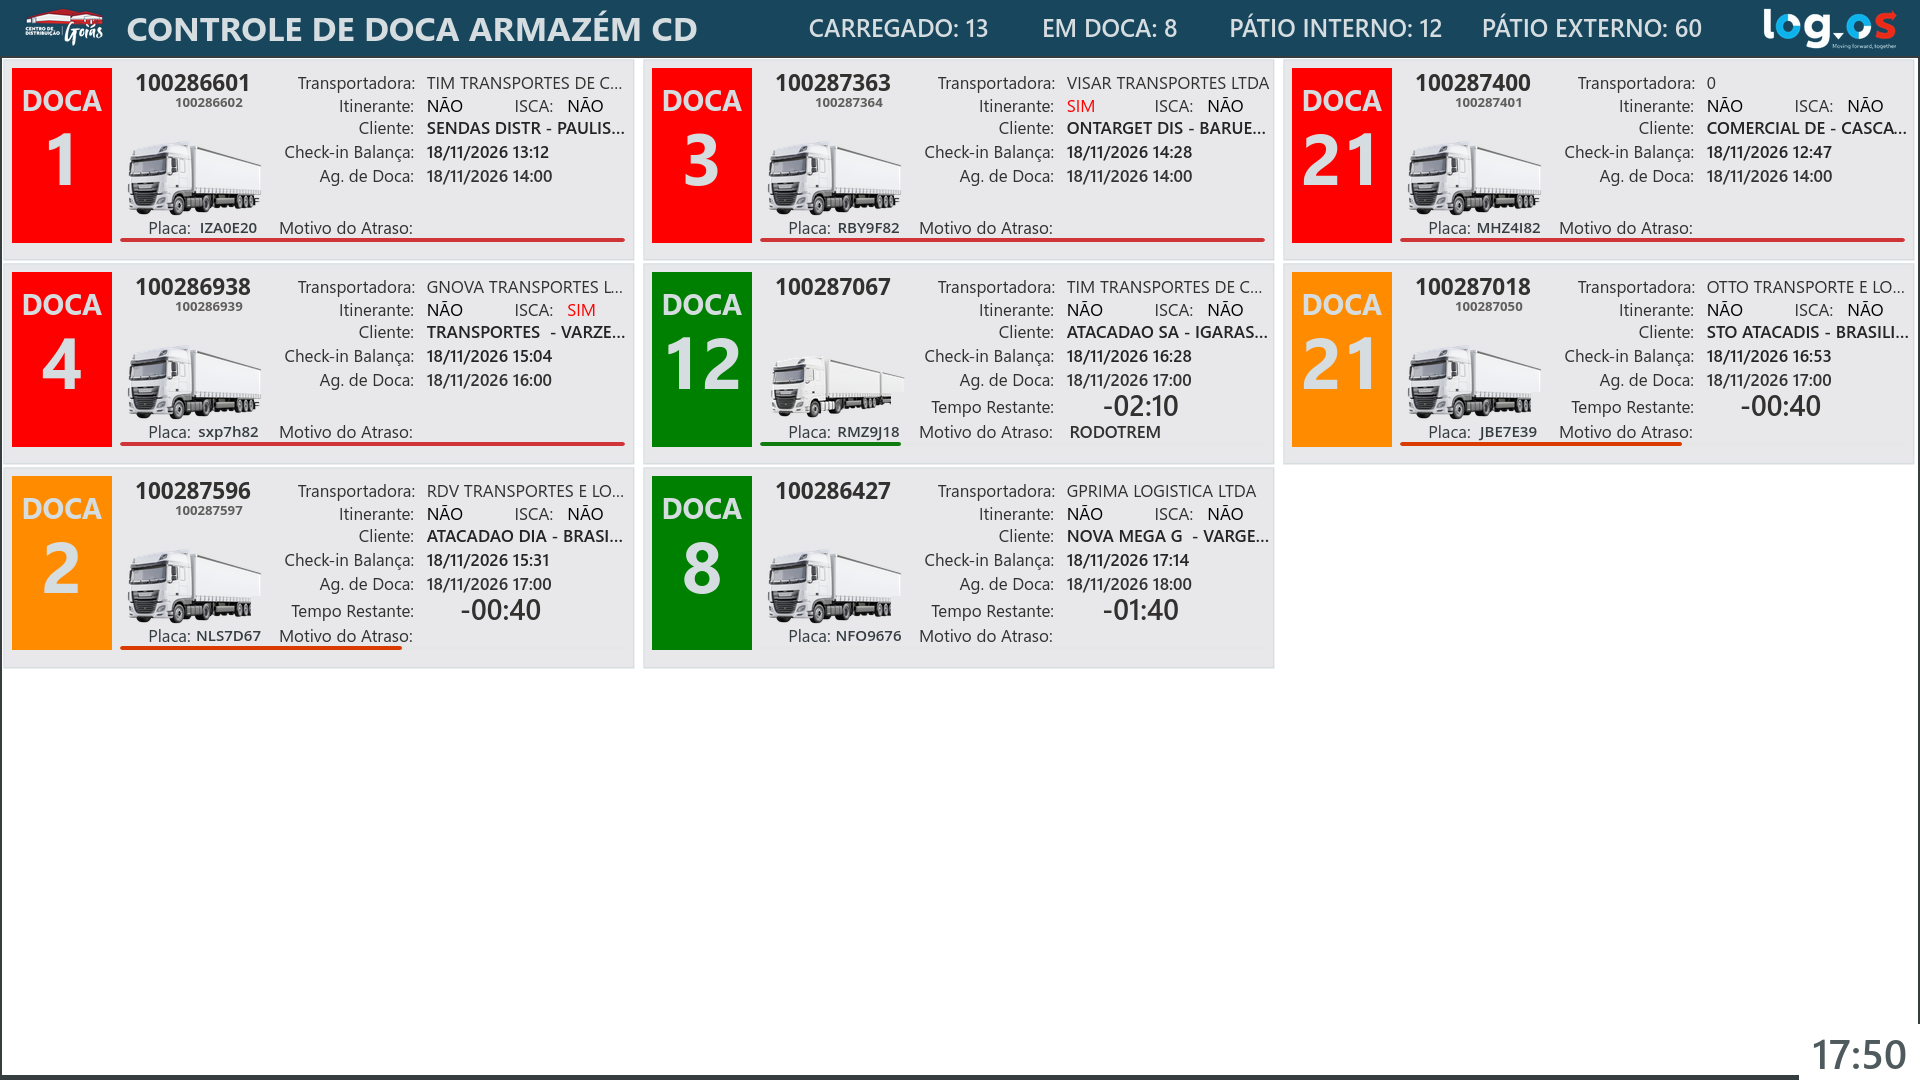 CENTRO DE DISTRIBUIÇÃO Goiás
CONTROLE DE DOCA ARMAZÉM CD
CARREGADO: 13
EM DOCA: 8
PÁTIO INTERNO: 12
PÁTIO EXTERNO: 60
log.os
Moving forward, together
DOCA
1
100286601
100286602
Transportadora: TIM TRANSPORTES DE C...
Itinerante: NÃO ISCA: NÃO
Cliente: SENDAS DISTR - PAULIS...
Check-in Balança: 18/11/2026 13:12
Ag. de Doca: 18/11/2026 14:00
Placa: IZA0E20 Motivo do Atraso:
DOCA
3
100287363
100287364
Transportadora: VISAR TRANSPORTES LTDA
Itinerante: SIM ISCA: NÃO
Cliente: ONTARGET DIS - BARUE...
Check-in Balança: 18/11/2026 14:28
Ag. de Doca: 18/11/2026 14:00
Placa: RBY9F82 Motivo do Atraso:
DOCA
21
100287400
100287401
Transportadora: 0
Itinerante: NÃO ISCA: NÃO
Cliente: COMERCIAL DE - CASCA...
Check-in Balança: 18/11/2026 12:47
Ag. de Doca: 18/11/2026 14:00
Placa: MHZ4I82 Motivo do Atraso:
DOCA
4
100286938
100286939
Transportadora: GNOVA TRANSPORTES L...
Itinerante: NÃO ISCA: SIM
Cliente: TRANSPORTES - VARZE...
Check-in Balança: 18/11/2026 15:04
Ag. de Doca: 18/11/2026 16:00
Placa: sxp7h82 Motivo do Atraso:
DOCA
12
100287067
Transportadora: TIM TRANSPORTES DE C...
Itinerante: NÃO ISCA: NÃO
Cliente: ATACADAO SA - IGARAS...
Check-in Balança: 18/11/2026 16:28
Ag. de Doca: 18/11/2026 17:00
Tempo Restante: -02:10
Placa: RMZ9J18 Motivo do Atraso: RODOTREM
DOCA
21
100287018
100287050
Transportadora: OTTO TRANSPORTE E LO...
Itinerante: NÃO ISCA: NÃO
Cliente: STO ATACADIS - BRASILI...
Check-in Balança: 18/11/2026 16:53
Ag. de Doca: 18/11/2026 17:00
Tempo Restante: -00:40
Placa: JBE7E39 Motivo do Atraso:
DOCA
2
100287596
100287597
Transportadora: RDV TRANSPORTES E LO...
Itinerante: NÃO ISCA: NÃO
Cliente: ATACADAO DIA - BRASI...
Check-in Balança: 18/11/2026 15:31
Ag. de Doca: 18/11/2026 17:00
Tempo Restante: -00:40
Placa: NLS7D67 Motivo do Atraso:
DOCA
8
100286427
Transportadora: GPRIMA LOGISTICA LTDA
Itinerante: NÃO ISCA: NÃO
Cliente: NOVA MEGA G - VARGE...
Check-in Balança: 18/11/2026 17:14
Ag. de Doca: 18/11/2026 18:00
Tempo Restante: -01:40
Placa: NFO9676 Motivo do Atraso:
17:50